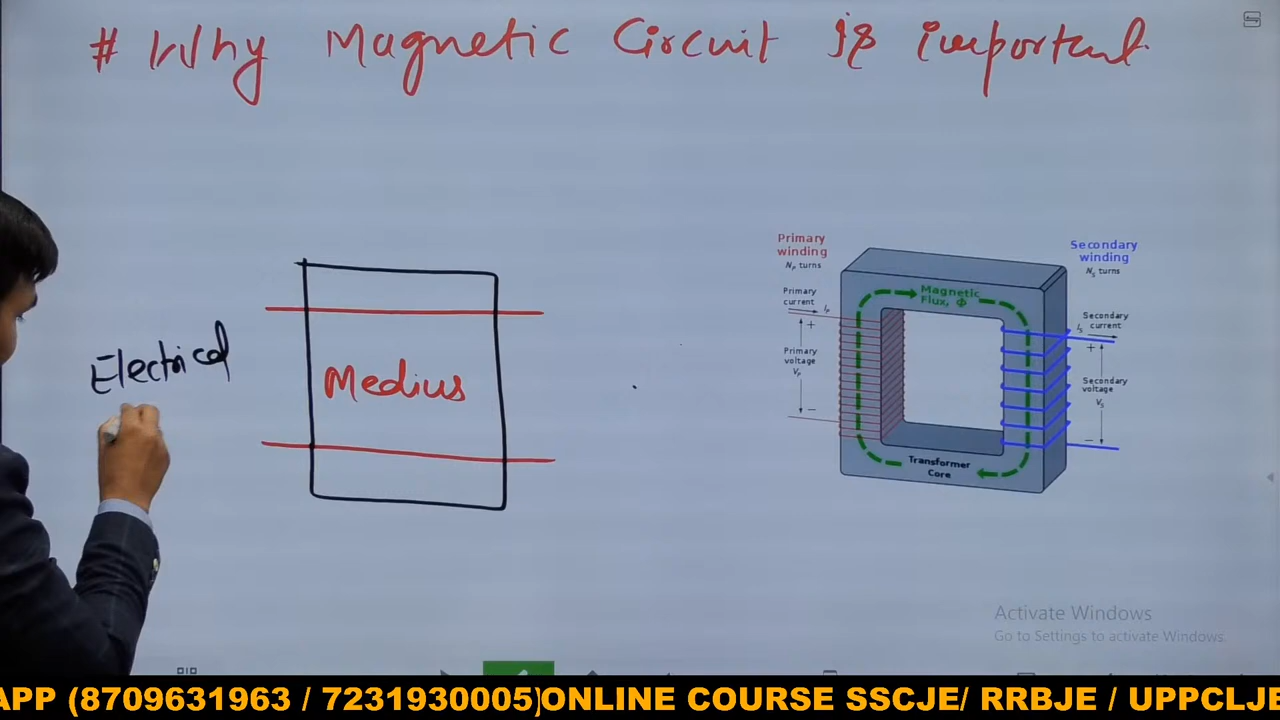 # Why Magnetic Circuit is important
Electrical
Medius
Primary
winding
Np turns
Primary
current
Ip
+
Primary
voltage
Vp
−
Magnetic
Flux, Φ
Transformer
Core
Secondary
winding
Ns turns
Secondary
current
Is
+
Secondary
voltage
Vs
−
Activate Windows
Go to Settings to activate Windows.
APP (8709631963 / 7231930005)ONLINE COURSE SSCJE/ RRBJE / UPPCLJE